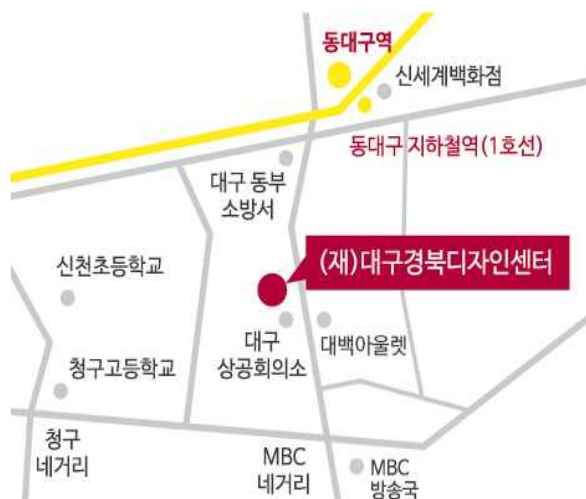 동대구역
신세계백화점
동대구 지하철역(1호선)
대구 동부
소방서
(재)대구경북디자인센터
신천초등학교
대구
상공회의소
대백아울렛
청구고등학교
청구
네거리
MBC
네거리
MBC
방송국